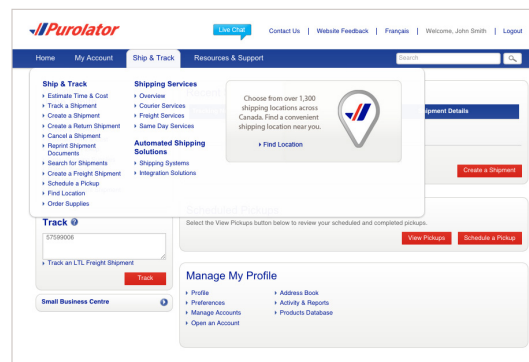 Purolator
Live Chat
Contact Us | Website Feedback | Français | Welcome, John Smith | Logout
Home My Account Ship & Track Resources & Support
Search
Ship & Track
Estimate Time & Cost
Track a Shipment
Create a Shipment
Create a Return Shipment
Cancel a Shipment
Reprint Shipment
Documents
Search for Shipments
Create a Freight Shipment
Schedule a Pickup
Find Location
Order Supplies
Shipping Services
Overview
Courier Services
Freight Services
Same Day Services
Automated Shipping
Solutions
Shipping Systems
Integration Solutions
Choose from over 1,300
shipping locations across
Canada. Find a convenient
shipping location near you.
Find Location
Shipment Details
Create a Shipment
Track
57599006
Track an LTL Freight Shipment
Track
Small Business Centre
Select the View Pickups button below to review your scheduled and completed pickups.
View Pickups Schedule a Pickup
Manage My Profile
Profile
Preferences
Manage Accounts
Open an Account
Address Book
Activity & Reports
Products Database